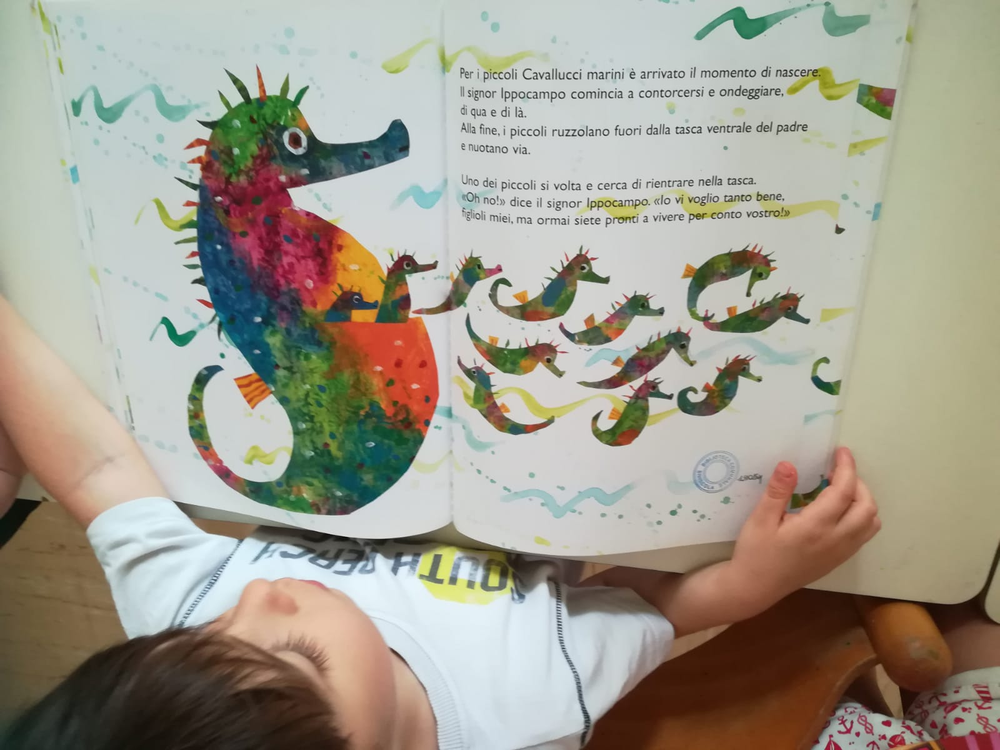 Per i piccoli Cavallucci marini è arrivato il momento di nascere.
Il signor Ippocampo comincia a contorcersi e ondeggiare,
di qua e di là.
Alla fine, i piccoli ruzzolano fuori dalla tasca ventrale del padre
e nuotano via.
Uno dei piccoli si volta e cerca di rientrare nella tasca.
«Oh no!» dice il signor Ippocampo. «Io vi voglio tanto bene,
figlioli miei, ma ormai siete pronti a vivere per conto vostro!»
BIBLIOTECA COMUNALE
OUTH